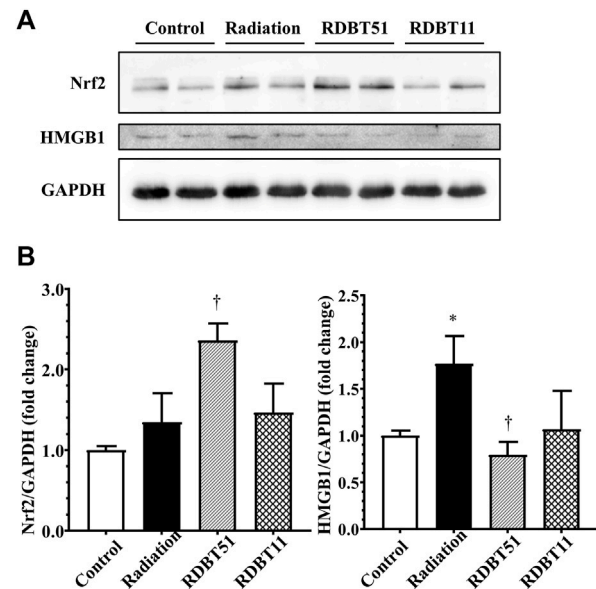 A
Control Radiation RDBT51 RDBT11
Nrf2
HMGB1
GAPDH
B
Nrf2/GAPDH (fold change)
3.0
2.0
1.0
0.0
†
Control Radiation RDBT51 RDBT11
HMGB1/GAPDH (fold change)
2.5
2.0
1.5
1.0
0.5
0.0
*
†
Control Radiation RDBT51 RDBT11